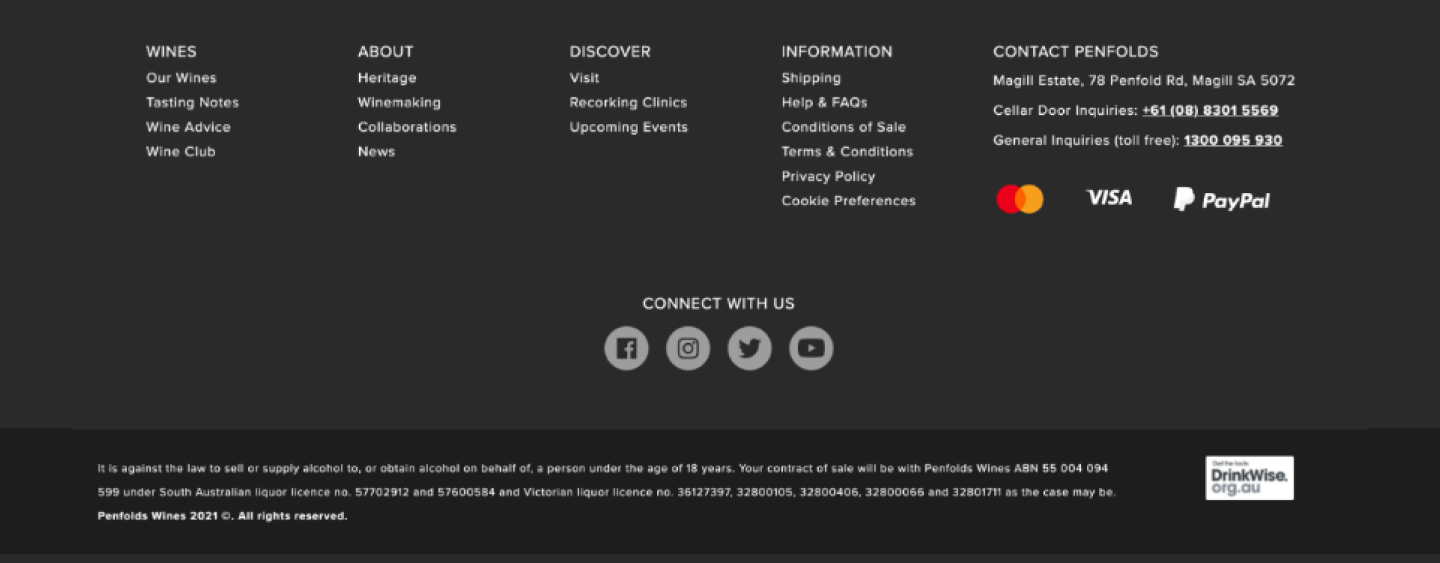 WINES
Our Wines
Tasting Notes
Wine Advice
Wine Club
ABOUT
Heritage
Winemaking
Collaborations
News
DISCOVER
Visit
Recorking Clinics
Upcoming Events
INFORMATION
Shipping
Help & FAQs
Conditions of Sale
Terms & Conditions
Privacy Policy
Cookie Preferences
CONTACT PENFOLDS
Magill Estate, 78 Penfold Rd, Magill SA 5072
Cellar Door Inquiries: +61 (08) 8301 5569
General Inquiries (toll free): 1300 095 930
VISA
PayPal
CONNECT WITH US
It is against the law to sell or supply alcohol to, or obtain alcohol on behalf of, a person under the age of 18 years. Your contract of sale will be with Penfolds Wines ABN 55 004 094
599 under South Australian liquor licence no. 57702912 and 57600584 and Victorian liquor licence no. 36127397, 32800105, 32800406, 32800066 and 32801711 as the case may be.
Penfolds Wines 2021 ©. All rights reserved.
Get the facts
DrinkWise.
org.au